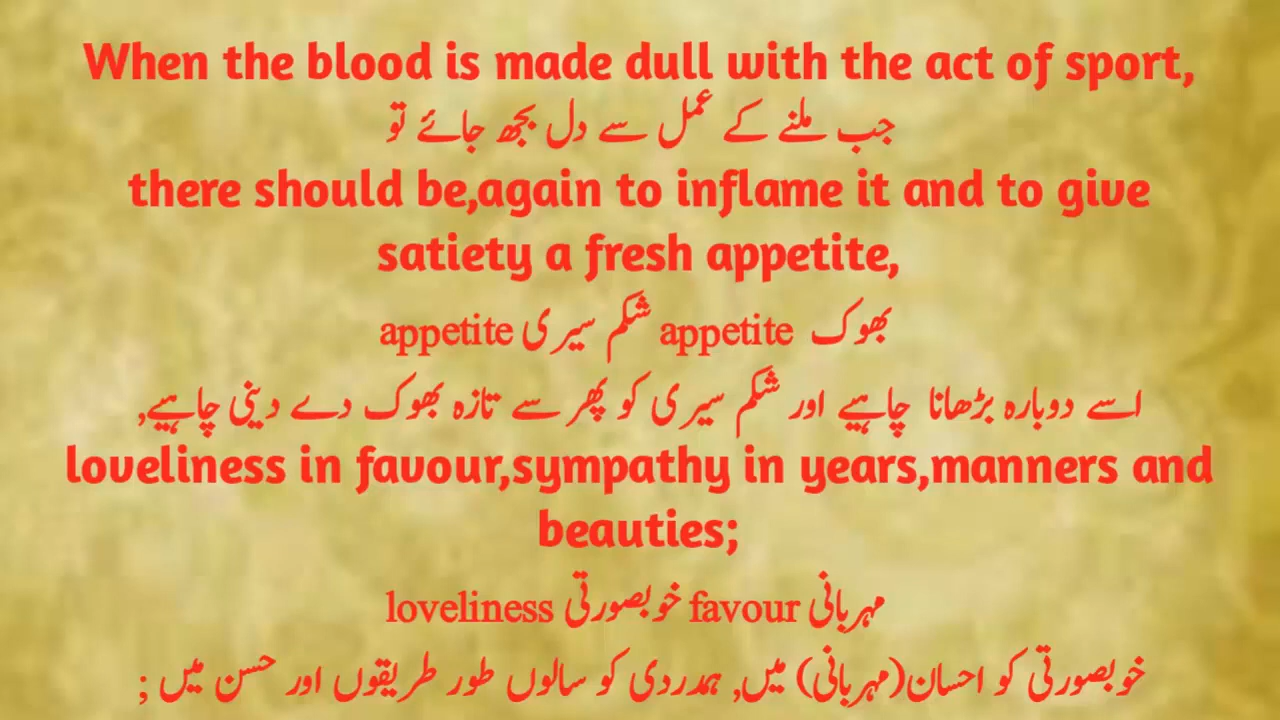 When the blood is made dull with the act of sport,
جب ملنے کے عمل سے دل بجھ جائے تو
there should be,again to inflame it and to give
satiety a fresh appetite,
بھوک appetite شکم سیری appetite
اسے دوبارہ بڑھانا چاہیے اور شکم سیری کو پھر سے تازہ بھوک دے دینی چاہیے,
loveliness in favour,sympathy in years,manners and
beauties;
مہربانی favour خوبصورتی loveliness
خوبصورتی کو احسان(مہربانی) میں, ہمدردی کو سالوں طور طریقوں اور حسن میں ;